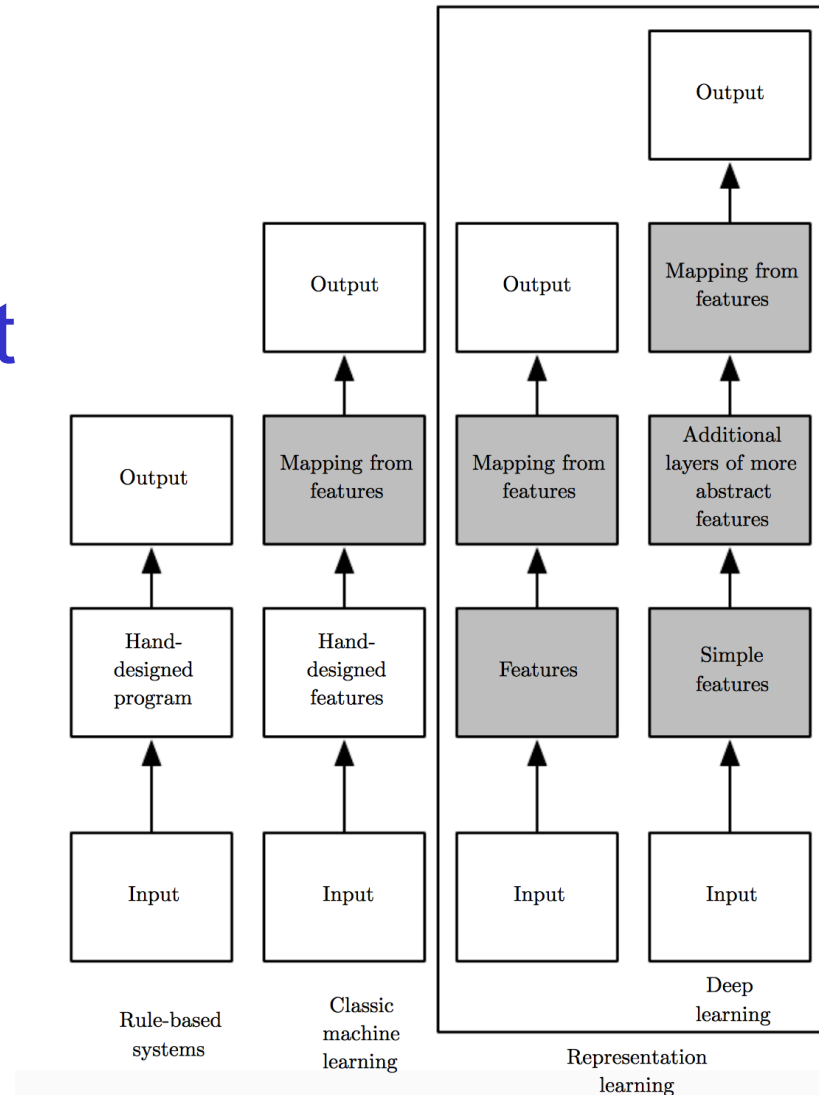 Output
Output
Output
Mapping from
features
t
Output
Mapping from
features
Mapping from
features
Additional
layers of more
abstract
features
Hand-
designed
program
Hand-
designed
features
Features
Simple
features
Input
Input
Input
Input
Rule-based
systems
Classic
machine
learning
Representation
learning
Deep
learning